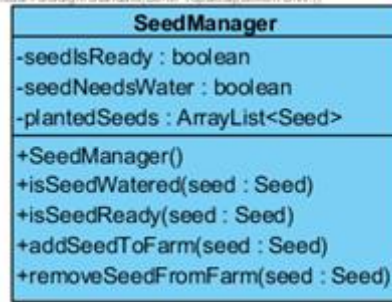 SeedManager
-seedIsReady : boolean
-seedNeedsWater : boolean
-plantedSeeds : ArrayList<Seed>
+SeedManager()
+isSeedWatered(seed : Seed)
+isSeedReady(seed : Seed)
+addSeedToFarm(seed : Seed)
+removeSeedFromFarm(seed : Seed)